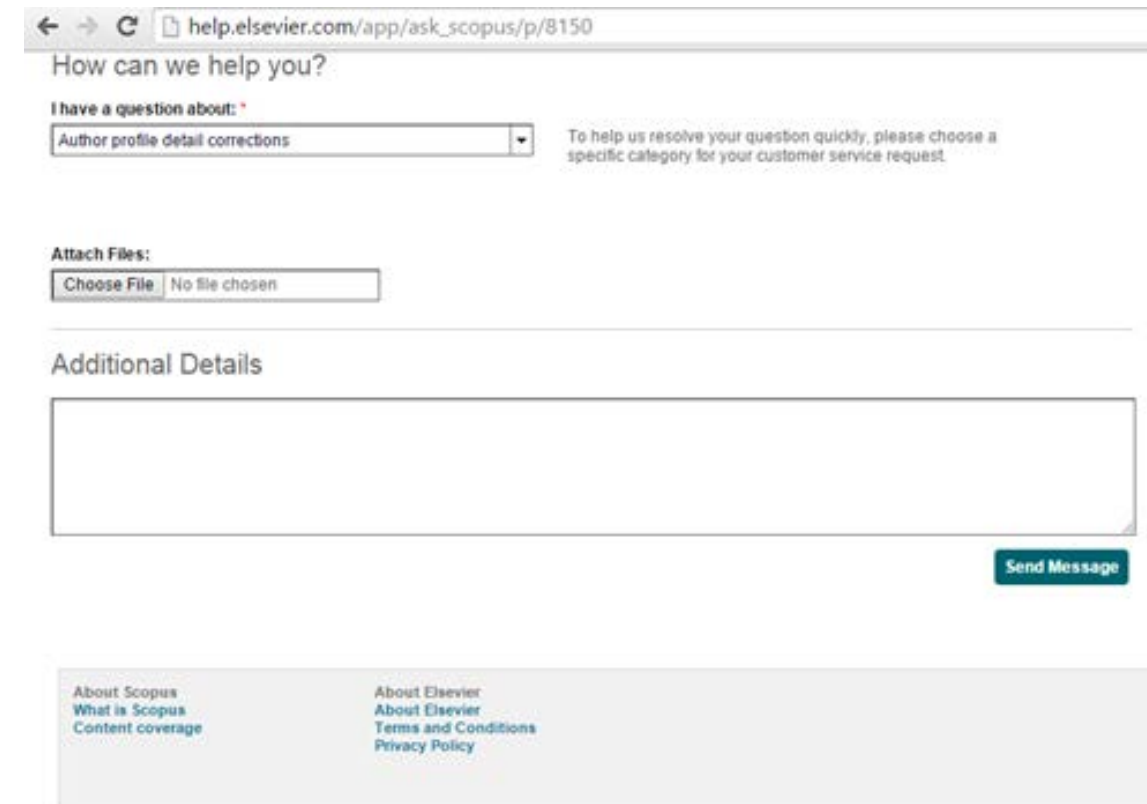 help.elsevier.com/app/ask_scopus/p/8150
How can we help you?
I have a question about: *
Author profile detail corrections
To help us resolve your question quickly, please choose a
specific category for your customer service request.
Attach Files:
Choose File No file chosen
Additional Details
Send Message
About Scopus
What is Scopus
Content coverage
About Elsevier
About Elsevier
Terms and Conditions
Privacy Policy